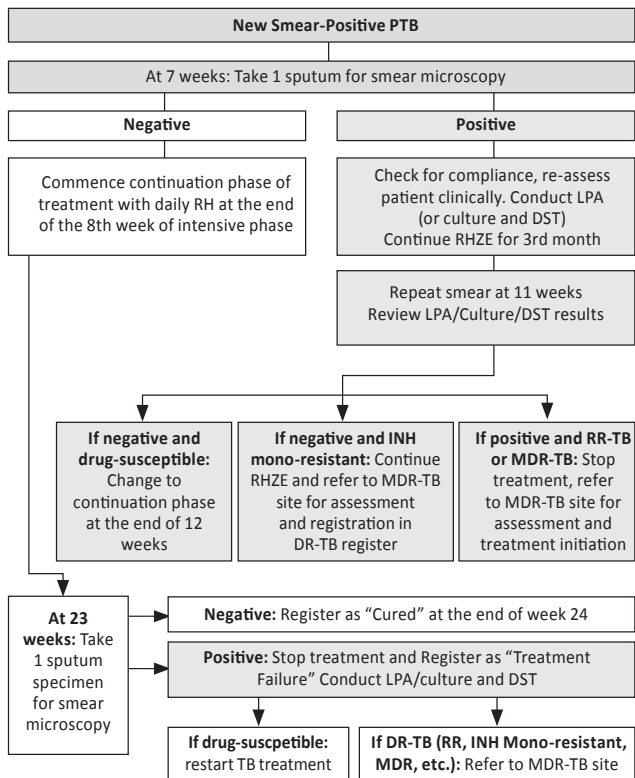 New Smear-Positive PTB
At 7 weeks: Take 1 sputum for smear microscopy
Negative
Positive
Commence continuation phase of
treatment with daily RH at the end
of the 8th week of intensive phase
Check for compliance, re-assess
patient clinically. Conduct LPA
(or culture and DST)
Continue RHZE for 3rd month
Repeat smear at 11 weeks
Review LPA/Culture/DST results
If negative and
drug-susceptible:
Change to
continuation phase
at the end of 12
weeks
If negative and INH
mono-resistant: Continue
RHZE and refer to MDR-TB
site for assessment
and registration in
DR-TB register
If positive and RR-TB
or MDR-TB: Stop
treatment, refer
to MDR-TB site for
assessment and
treatment initiation
At 23
weeks: Take
1 sputum
specimen
for smear
microscopy
Negative: Register as “Cured” at the end of week 24
Positive: Stop treatment and Register as “Treatment
Failure” Conduct LPA/culture and DST
If drug-suscpetible:
restart TB treatment
If DR-TB (RR, INH Mono-resistant,
MDR, etc.): Refer to MDR-TB site